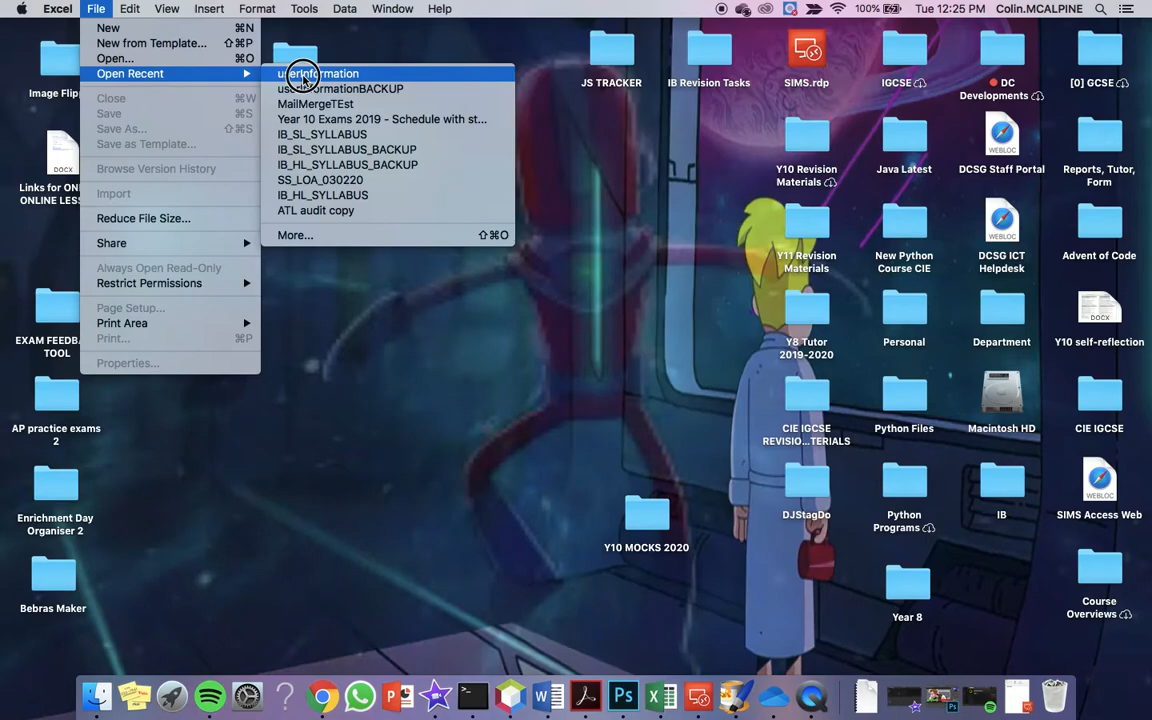 Excel File Edit View Insert Format Tools Data Window Help 100% Tue 12:25 PM Colin.MCALPINE
New ⌘N
New from Template... ⇧⌘P
Open... ⌘O
Open Recent
Close ⌘W
Save ⌘S
Save As... ⇧⌘S
Save as Template...
Browse Version History
Import
Reduce File Size...
Share
Always Open Read-Only
Restrict Permissions
Page Setup...
Print Area
Print... ⌘P
Properties...
MailMergeTEst
Year 10 Exams 2019 - Schedule with st...
IB_SL_SYLLABUS
IB_SL_SYLLABUS_BACKUP
IB_HL_SYLLABUS_BACKUP
SS_LOA_030220
IB_HL_SYLLABUS
ATL audit copy
More... ⇧⌘O
Image Flipp
DOCX
Links for ONL
ONLINE LESS
EXAM FEEDBA
TOOL
AP practice exams
2
Enrichment Day
Organiser 2
Bebras Maker
Y10 MOCKS 2020
JS TRACKER
IB Revision Tasks
SIMS.rdp
IGCSE
DC
Developments
[0] GCSE
Y10 Revision
Materials
Java Latest
WEBLOC
DCSG Staff Portal
Reports, Tutor,
Form
Y11 Revision
Materials
New Python
Course CIE
WEBLOC
DCSG ICT
Helpdesk
Advent of Code
Y8 Tutor
2019-2020
Personal
Department
DOCX
Y10 self-reflection
CIE IGCSE
REVISIO...TERIALS
Python Files
Macintosh HD
CIE IGCSE
DJStagDo
Python
Programs
IB
WEBLOC
SIMS Access Web
Year 8
Course
Overviews